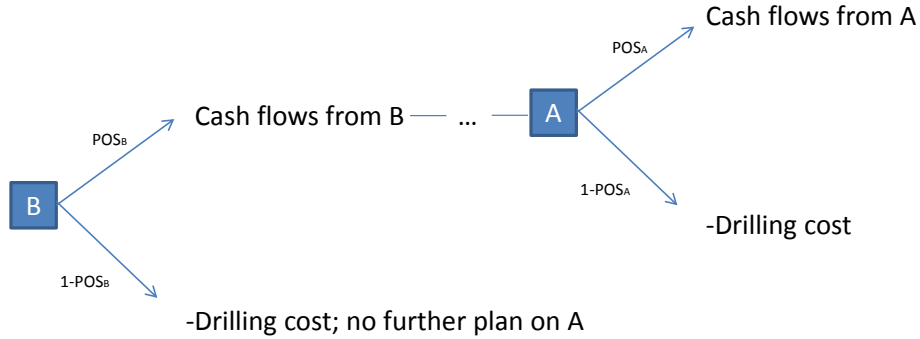 Cash flows from A
POSA
Cash flows from B
...
A
POSB
1-POSA
B
-Drilling cost
1-POSB
-Drilling cost; no further plan on A